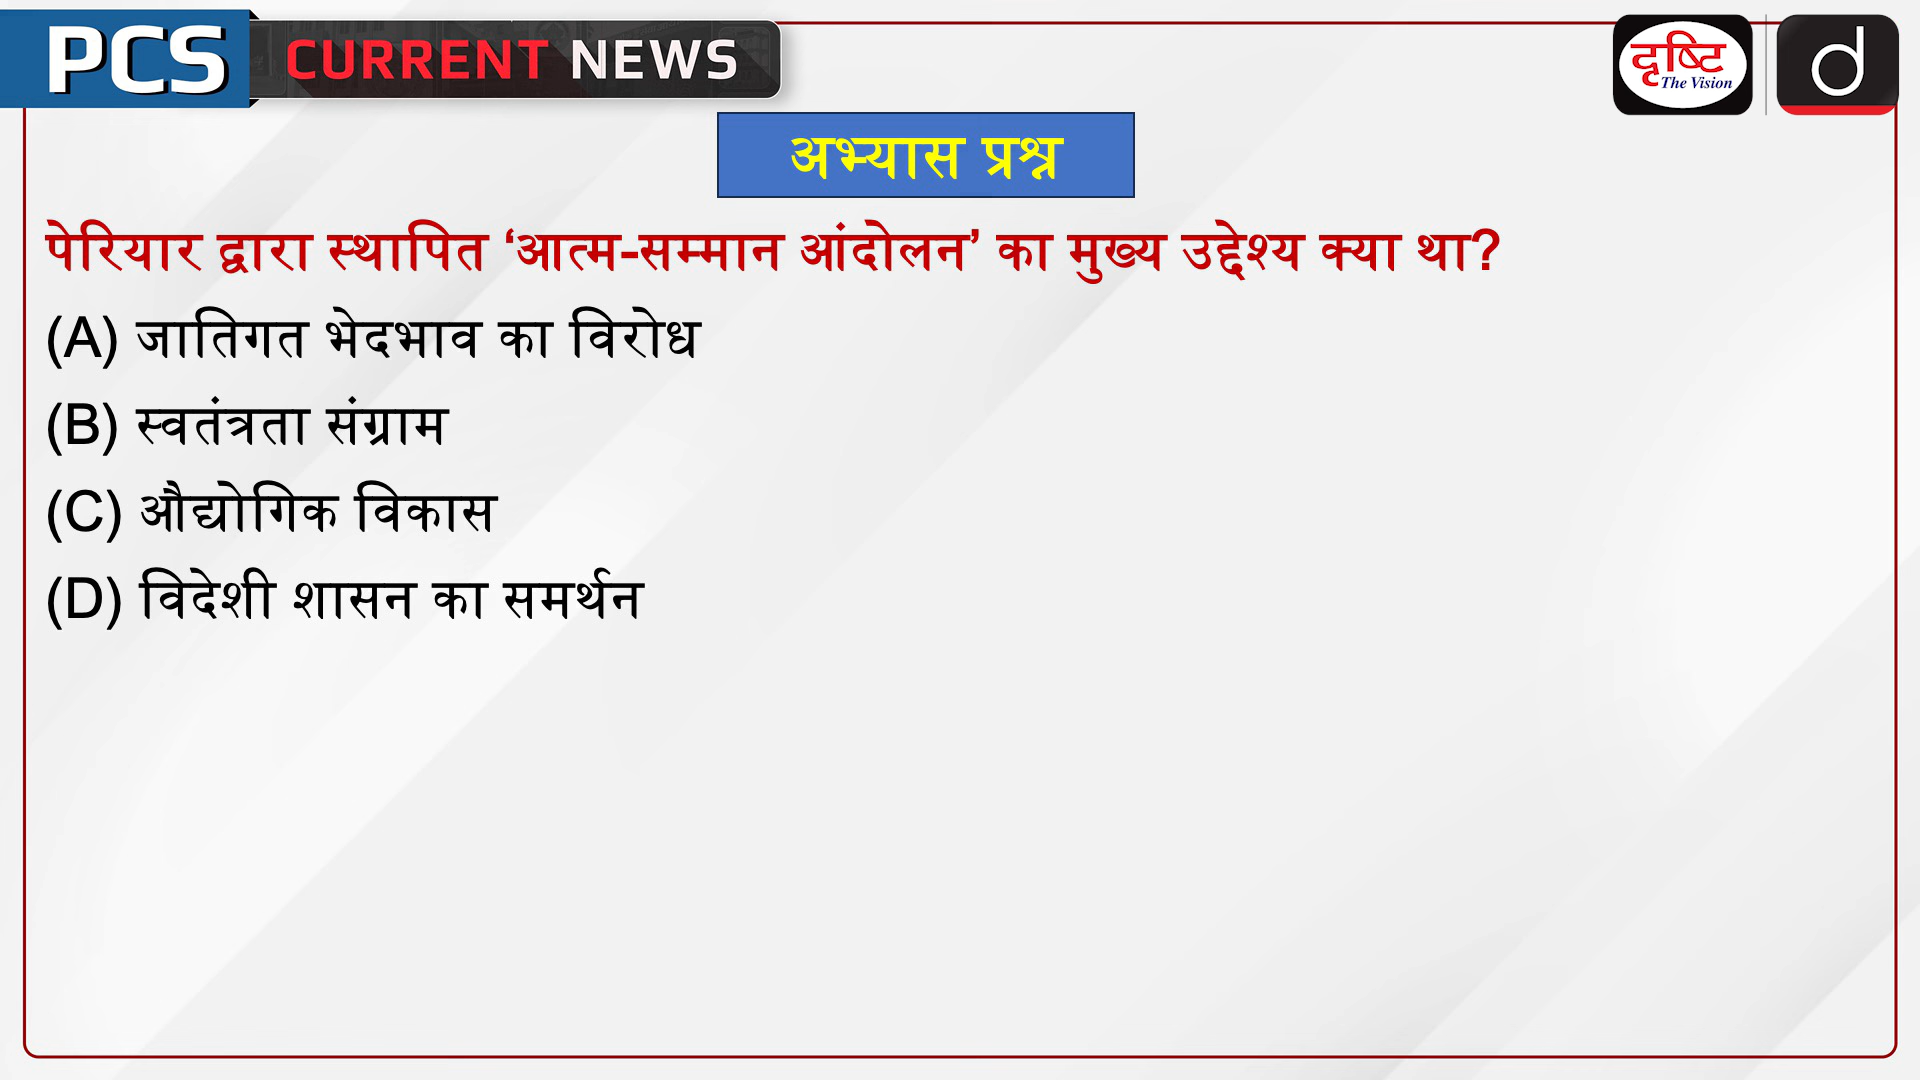 PCS CURRENT NEWS
दृष्टि
The Vision
d
अभ्यास प्रश्न
पेरियार द्वारा स्थापित ‘आत्म-सम्मान आंदोलन’ का मुख्य उद्देश्य क्या था?
(A) जातिगत भेदभाव का विरोध
(B) स्वतंत्रता संग्राम
(C) औद्योगिक विकास
(D) विदेशी शासन का समर्थन